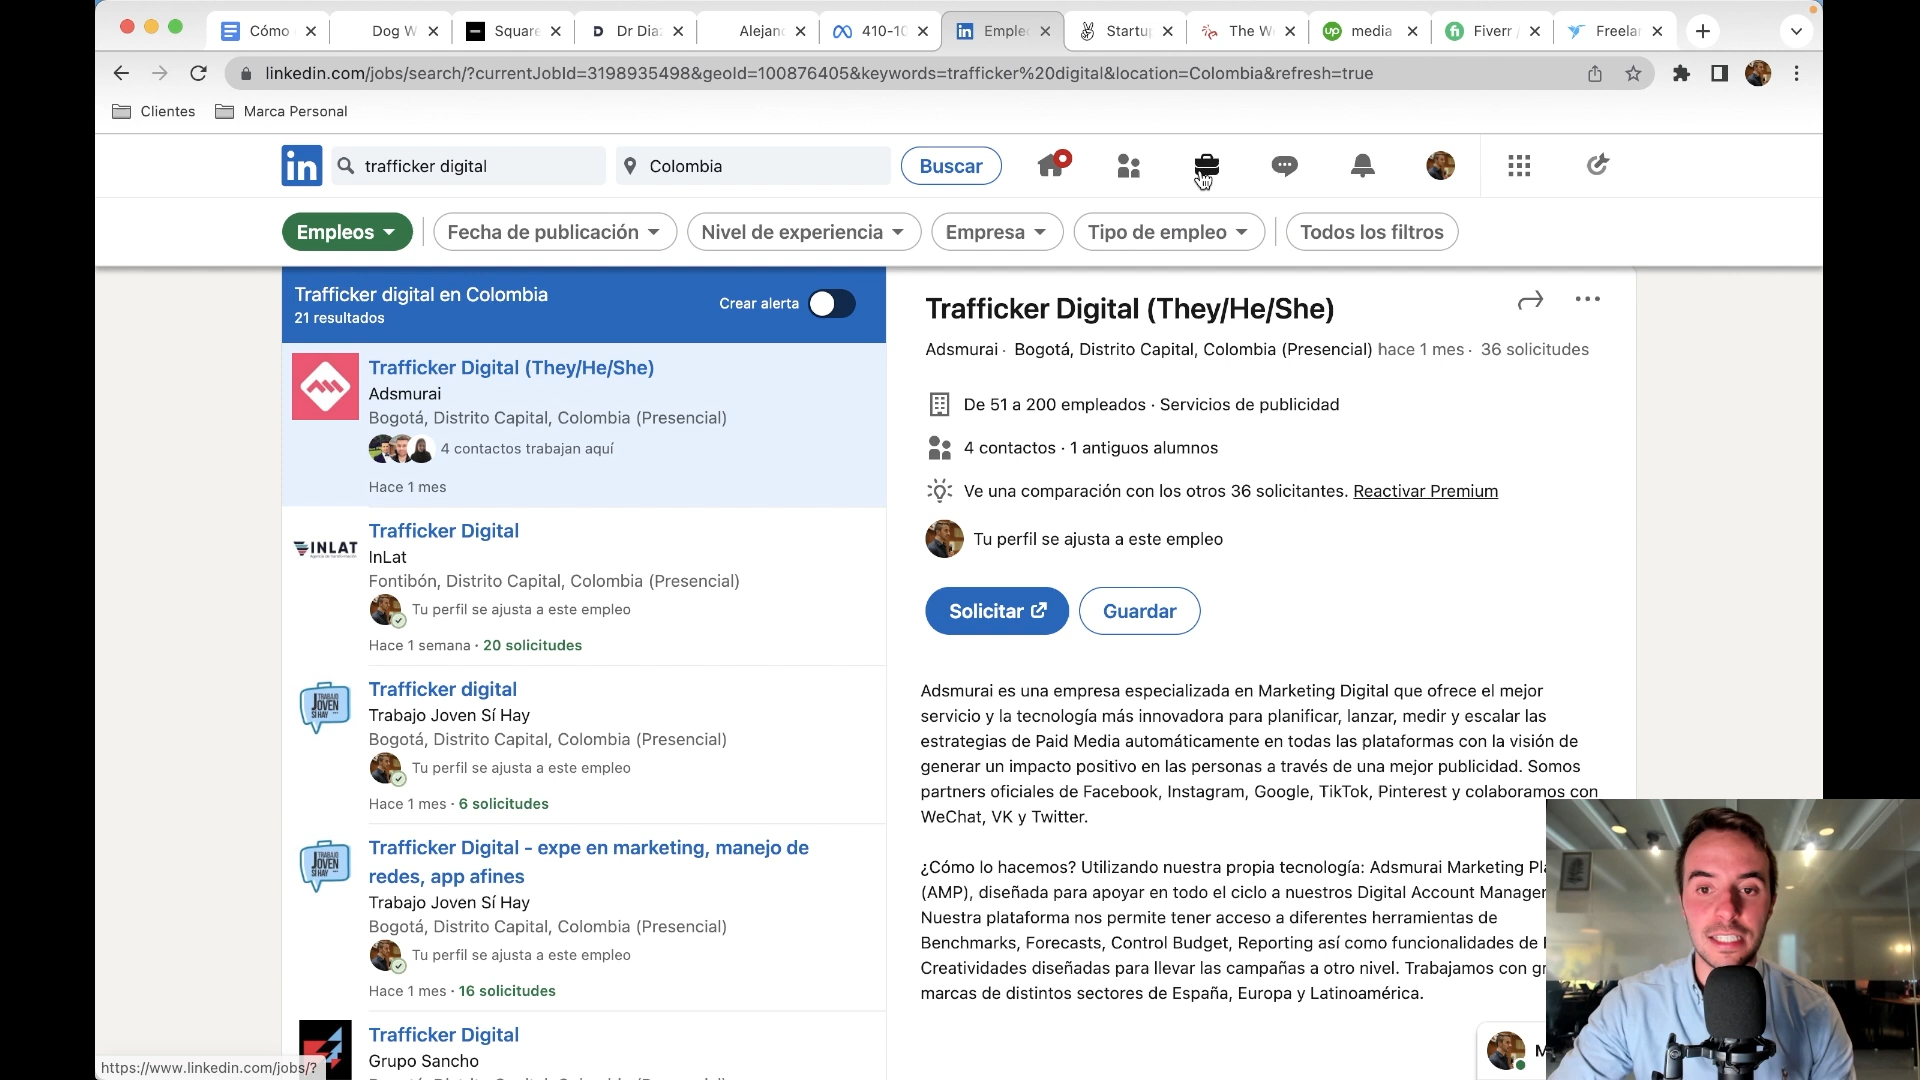 Cómo
Dog W
Square
Dr Dia
Alejand
410-10
Emple
Startu
The W
up media
Fiverr
Freela
linkedin.com/jobs/search/?currentJobId=3198935498&geoId=100876405&keywords=trafficker%20digital&location=Colombia&refresh=true
Clientes
Marca Personal
in
trafficker digital
Colombia
Buscar
Empleos
Fecha de publicación
Nivel de experiencia
Empresa
Tipo de empleo
Todos los filtros
Trafficker digital en Colombia
21 resultados
Crear alerta
Trafficker Digital (They/He/She)
Adsmurai
Bogotá, Distrito Capital, Colombia (Presencial)
4 contactos trabajan aquí
Hace 1 mes
INLAT
Trafficker Digital
InLat
Fontibón, Distrito Capital, Colombia (Presencial)
Tu perfil se ajusta a este empleo
Hace 1 semana · 20 solicitudes
TRABAJO
JOVEN
SÍ HAY
Trafficker digital
Trabajo Joven Sí Hay
Bogotá, Distrito Capital, Colombia (Presencial)
Tu perfil se ajusta a este empleo
Hace 1 mes · 6 solicitudes
TRABAJO
JOVEN
SÍ HAY
Trafficker Digital - expe en marketing, manejo de
redes, app afines
Trabajo Joven Sí Hay
Bogotá, Distrito Capital, Colombia (Presencial)
Tu perfil se ajusta a este empleo
Hace 1 mes · 16 solicitudes
Trafficker Digital
Grupo Sancho
https://www.linkedin.com/jobs/?
Trafficker Digital (They/He/She)
Adsmurai · Bogotá, Distrito Capital, Colombia (Presencial) hace 1 mes · 36 solicitudes
De 51 a 200 empleados · Servicios de publicidad
4 contactos · 1 antiguos alumnos
Ve una comparación con los otros 36 solicitantes. Reactivar Premium
Tu perfil se ajusta a este empleo
Solicitar
Guardar
Adsmurai es una empresa especializada en Marketing Digital que ofrece el mejor
servicio y la tecnología más innovadora para planificar, lanzar, medir y escalar las
estrategias de Paid Media automáticamente en todas las plataformas con la visión de
generar un impacto positivo en las personas a través de una mejor publicidad. Somos
partners oficiales de Facebook, Instagram, Google, TikTok, Pinterest y colaboramos con
WeChat, VK y Twitter.
¿Cómo lo hacemos? Utilizando nuestra propia tecnología: Adsmurai Marketing Pl
(AMP), diseñada para apoyar en todo el ciclo a nuestros Digital Account Manager
Nuestra plataforma nos permite tener acceso a diferentes herramientas de
Benchmarks, Forecasts, Control Budget, Reporting así como funcionalidades de
Creatividades diseñadas para llevar las campañas a otro nivel. Trabajamos con gr
marcas de distintos sectores de España, Europa y Latinoamérica.
M